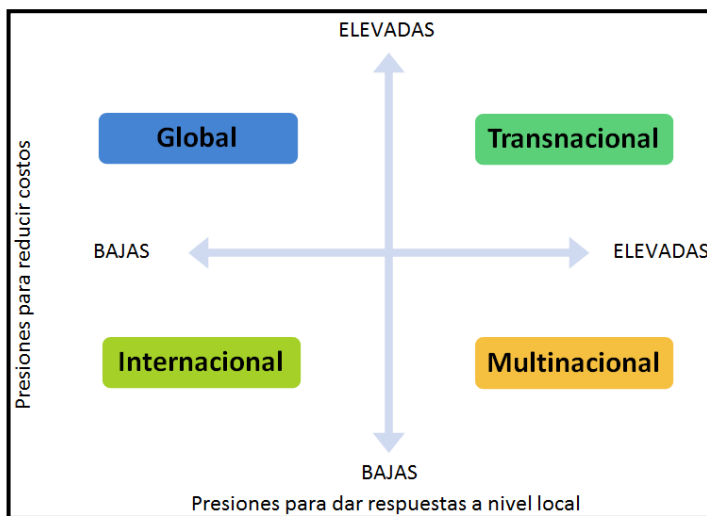 ELEVADAS
Global
Transnacional
Presiones para reducir costos
BAJAS
ELEVADAS
Internacional
Multinacional
BAJAS
Presiones para dar respuestas a nivel local